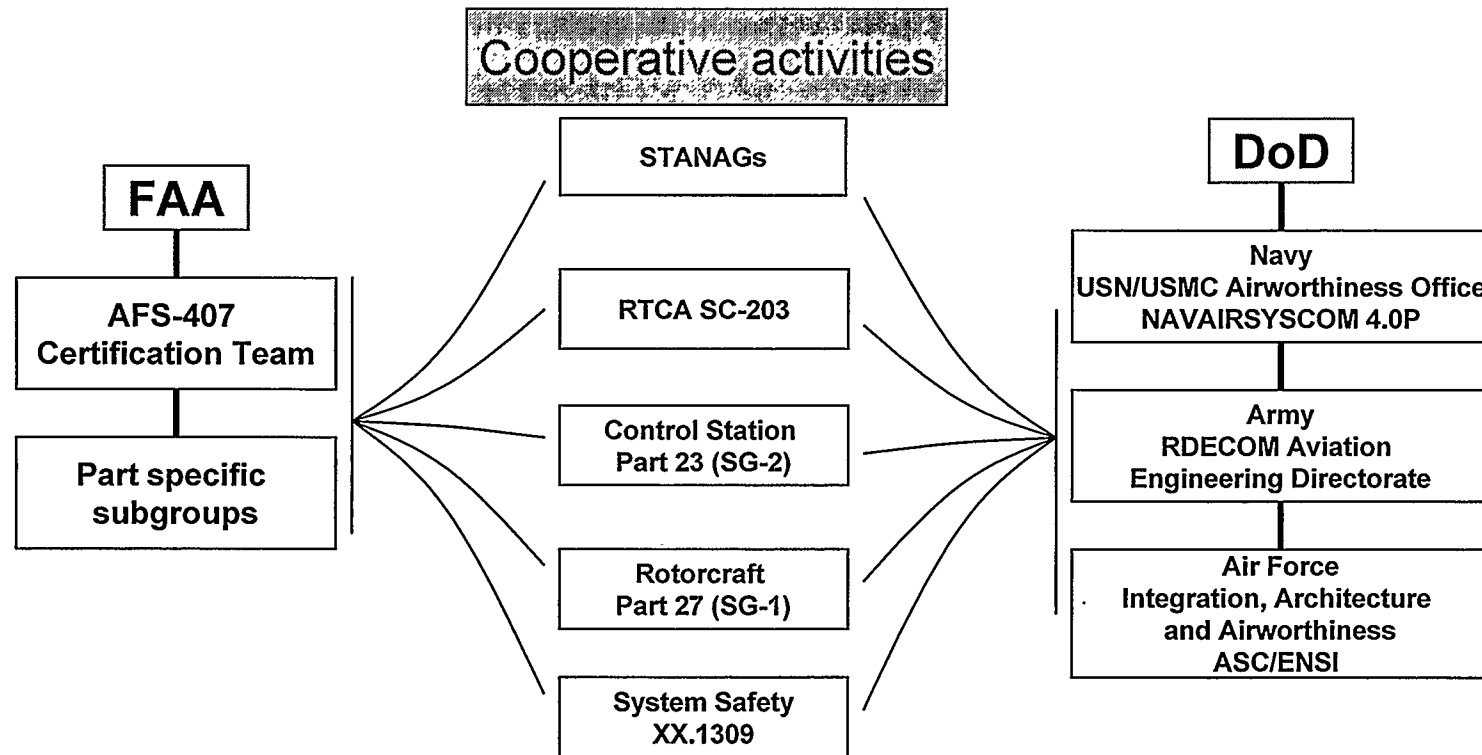 Cooperative activities
FAA
AFS-407
Certification Team
Part specific
subgroups
STANAGs
RTCA SC-203
Control Station
Part 23 (SG-2)
Rotorcraft
Part 27 (SG-1)
System Safety
XX.1309
DoD
Navy
USN/USMC Airworthiness Office
NAVAIRSYSCOM 4.0P
Army
RDECOM Aviation
Engineering Directorate
Air Force
Integration, Architecture
and Airworthiness
ASC/ENSI